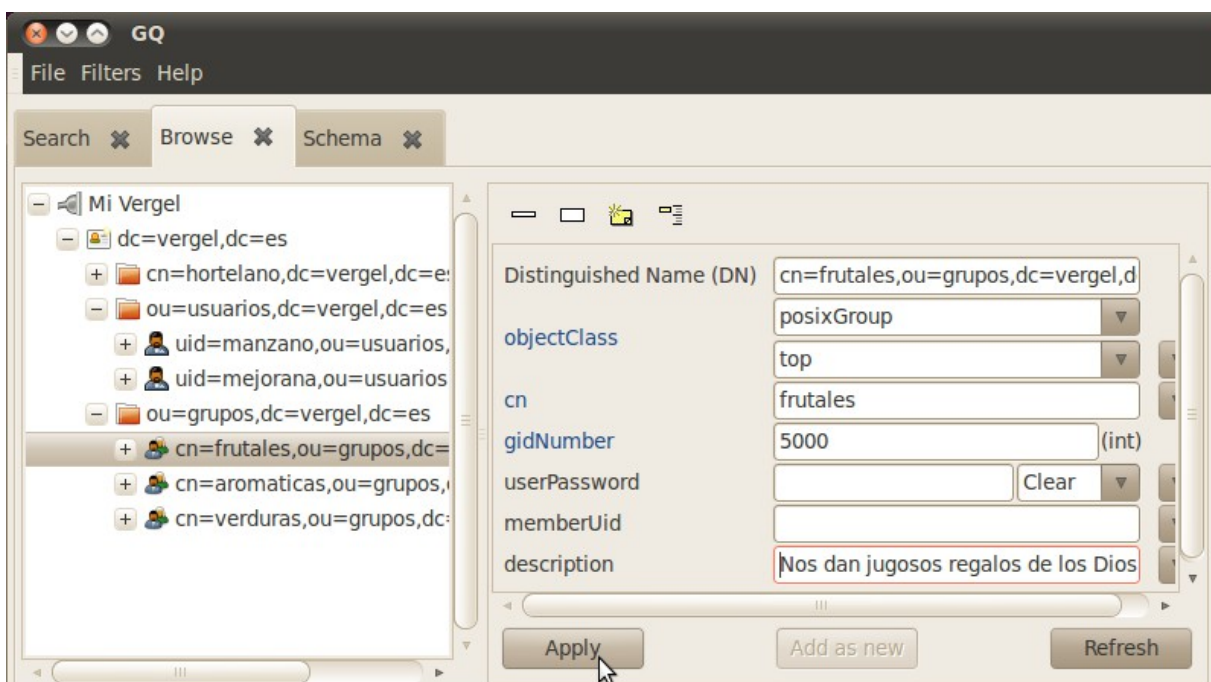 GQ
File Filters Help
Search Browse Schema
Mi Vergel
dc=vergel,dc=es
cn=hortelano,dc=vergel,dc=es
ou=usuarios,dc=vergel,dc=es
uid=manzano,ou=usuarios,
uid=mejorana,ou=usuarios
ou=grupos,dc=vergel,dc=es
cn=frutales,ou=grupos,dc=
cn=aromaticas,ou=grupos,
cn=verduras,ou=grupos,dc
Distinguished Name (DN) cn=frutales,ou=grupos,dc=vergel,d
objectClass posixGroup
top
cn frutales
gidNumber 5000 (int)
userPassword Clear
memberUid
description Nos dan jugosos regalos de los Dios
Apply Add as new Refresh